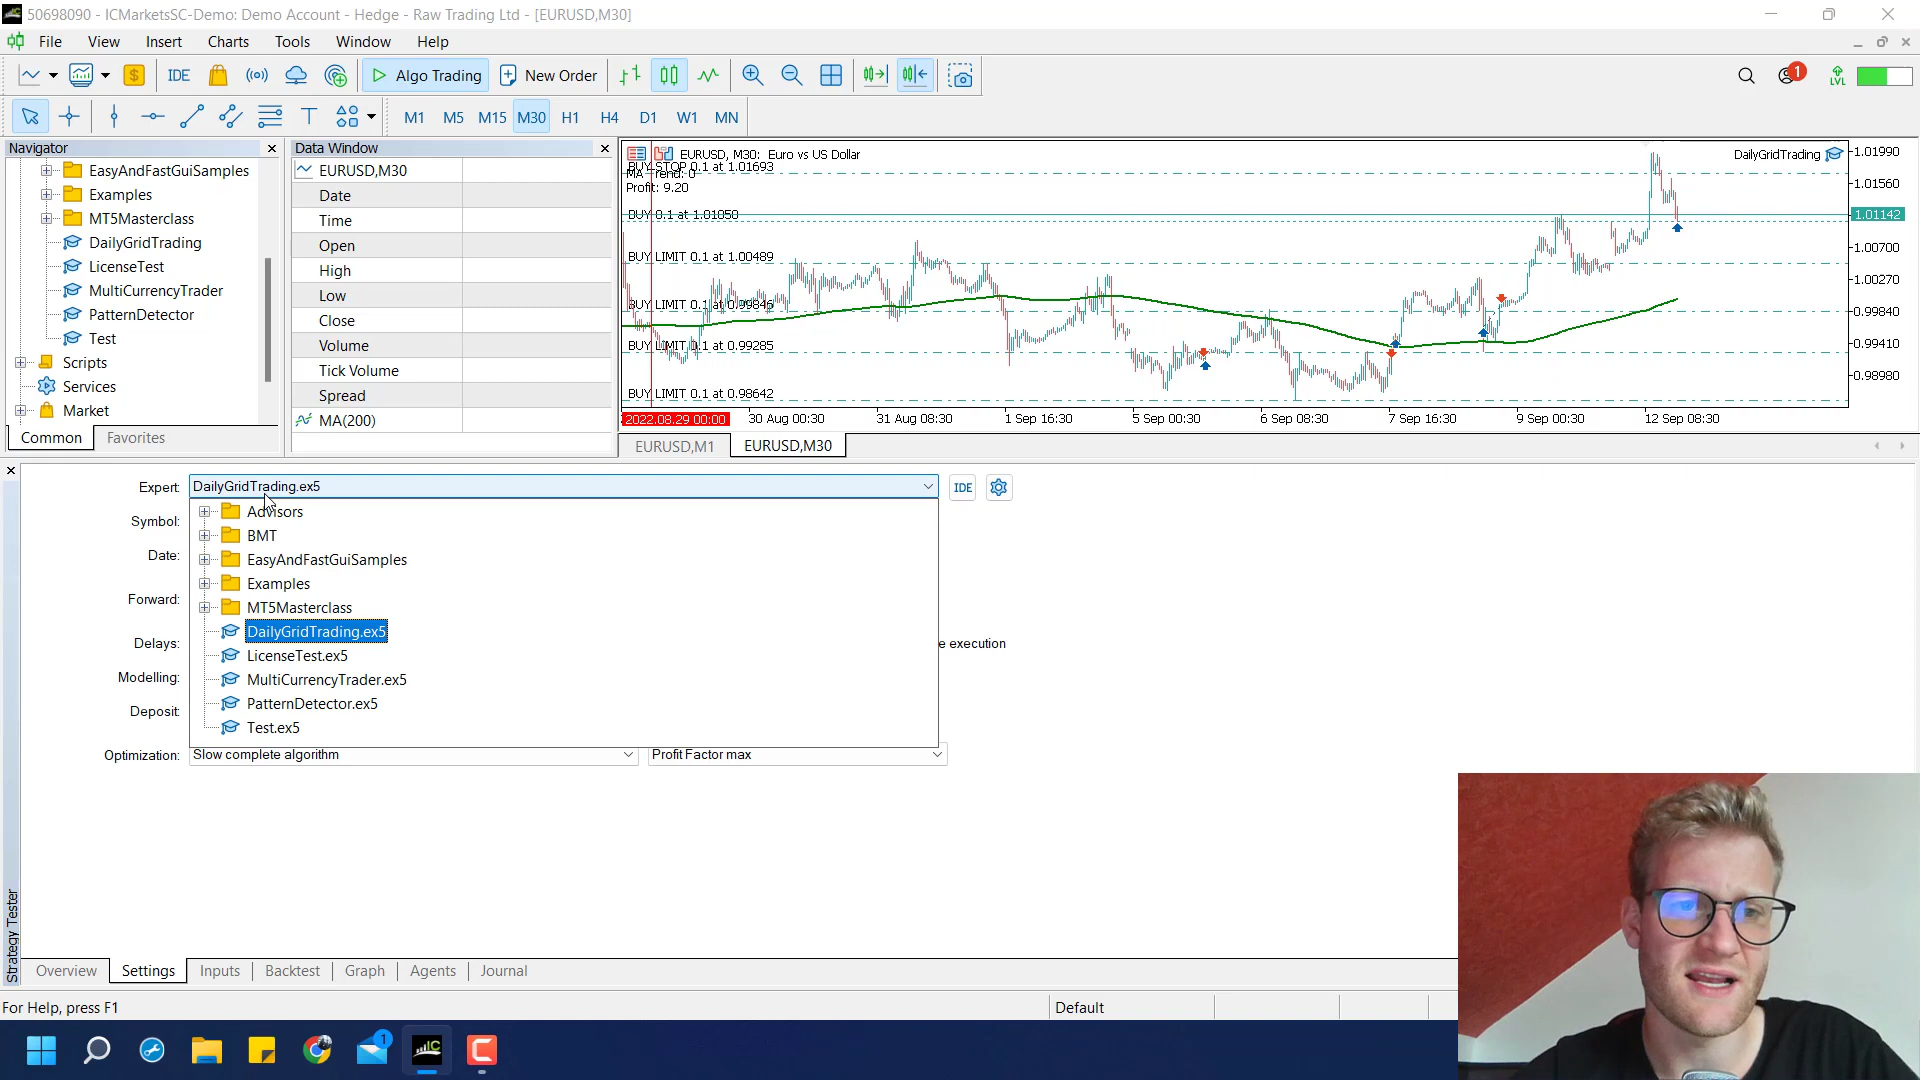 50698090 - ICMarketsSC-Demo: Demo Account - Hedge - Raw Trading Ltd - [EURUSD,M30]
File View Insert Charts Tools Window Help
IDE Algo Trading New Order 1 LVL
M1 M5 M15 M30 H1 H4 D1 W1 MN
Navigator
EasyAndFastGuiSamples
Examples
MT5Masterclass
DailyGridTrading
LicenseTest
MultiCurrencyTrader
PatternDetector
Test
Scripts
Services
Market
Common Favorites
Data Window
EURUSD,M30
Date
Time
Open
High
Low
Close
Volume
Tick Volume
Spread
MA(200)
EURUSD, M30: Euro vs US Dollar
DailyGridTrading
BUY STOP 0.1 at 1.01693
MA Trend: 0
Profit: 9.20
BUY 0.1 at 1.01050
BUY LIMIT 0.1 at 1.00489
BUY LIMIT 0.1 at 0.99846
BUY LIMIT 0.1 at 0.99285
BUY LIMIT 0.1 at 0.98642
1.01990
1.01560
1.01142
1.00700
1.00270
0.99840
0.99410
0.98980
2022.08.29 00:00 30 Aug 00:30 31 Aug 08:30 1 Sep 16:30 5 Sep 00:30 6 Sep 08:30 7 Sep 16:30 9 Sep 00:30 12 Sep 08:30
EURUSD,M1 EURUSD,M30
Expert: DailyGridTrading.ex5 IDE
Symbol:
Date:
Forward:
Delays:
Modelling:
Deposit:
Optimization:
Advisors
BMT
EasyAndFastGuiSamples
Examples
MT5Masterclass
DailyGridTrading.ex5
LicenseTest.ex5
MultiCurrencyTrader.ex5
PatternDetector.ex5
Test.ex5
e execution
Slow complete algorithm Profit Factor max
Strategy Tester
Overview Settings Inputs Backtest Graph Agents Journal
For Help, press F1 Default
1
IC